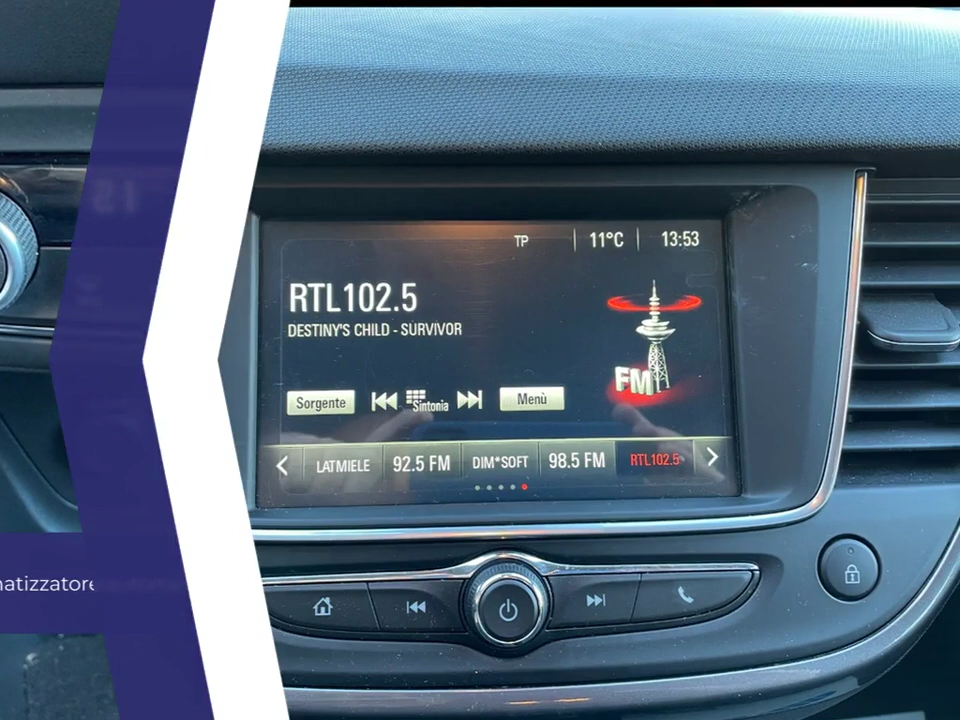 TP 11°C 13:53
RTL102.5
DESTINY'S CHILD - SURVIVOR
FM
Sorgente Sintonia Menù
LATMIELE 92.5 FM DIM*SOFT 98.5 FM RTL102.5